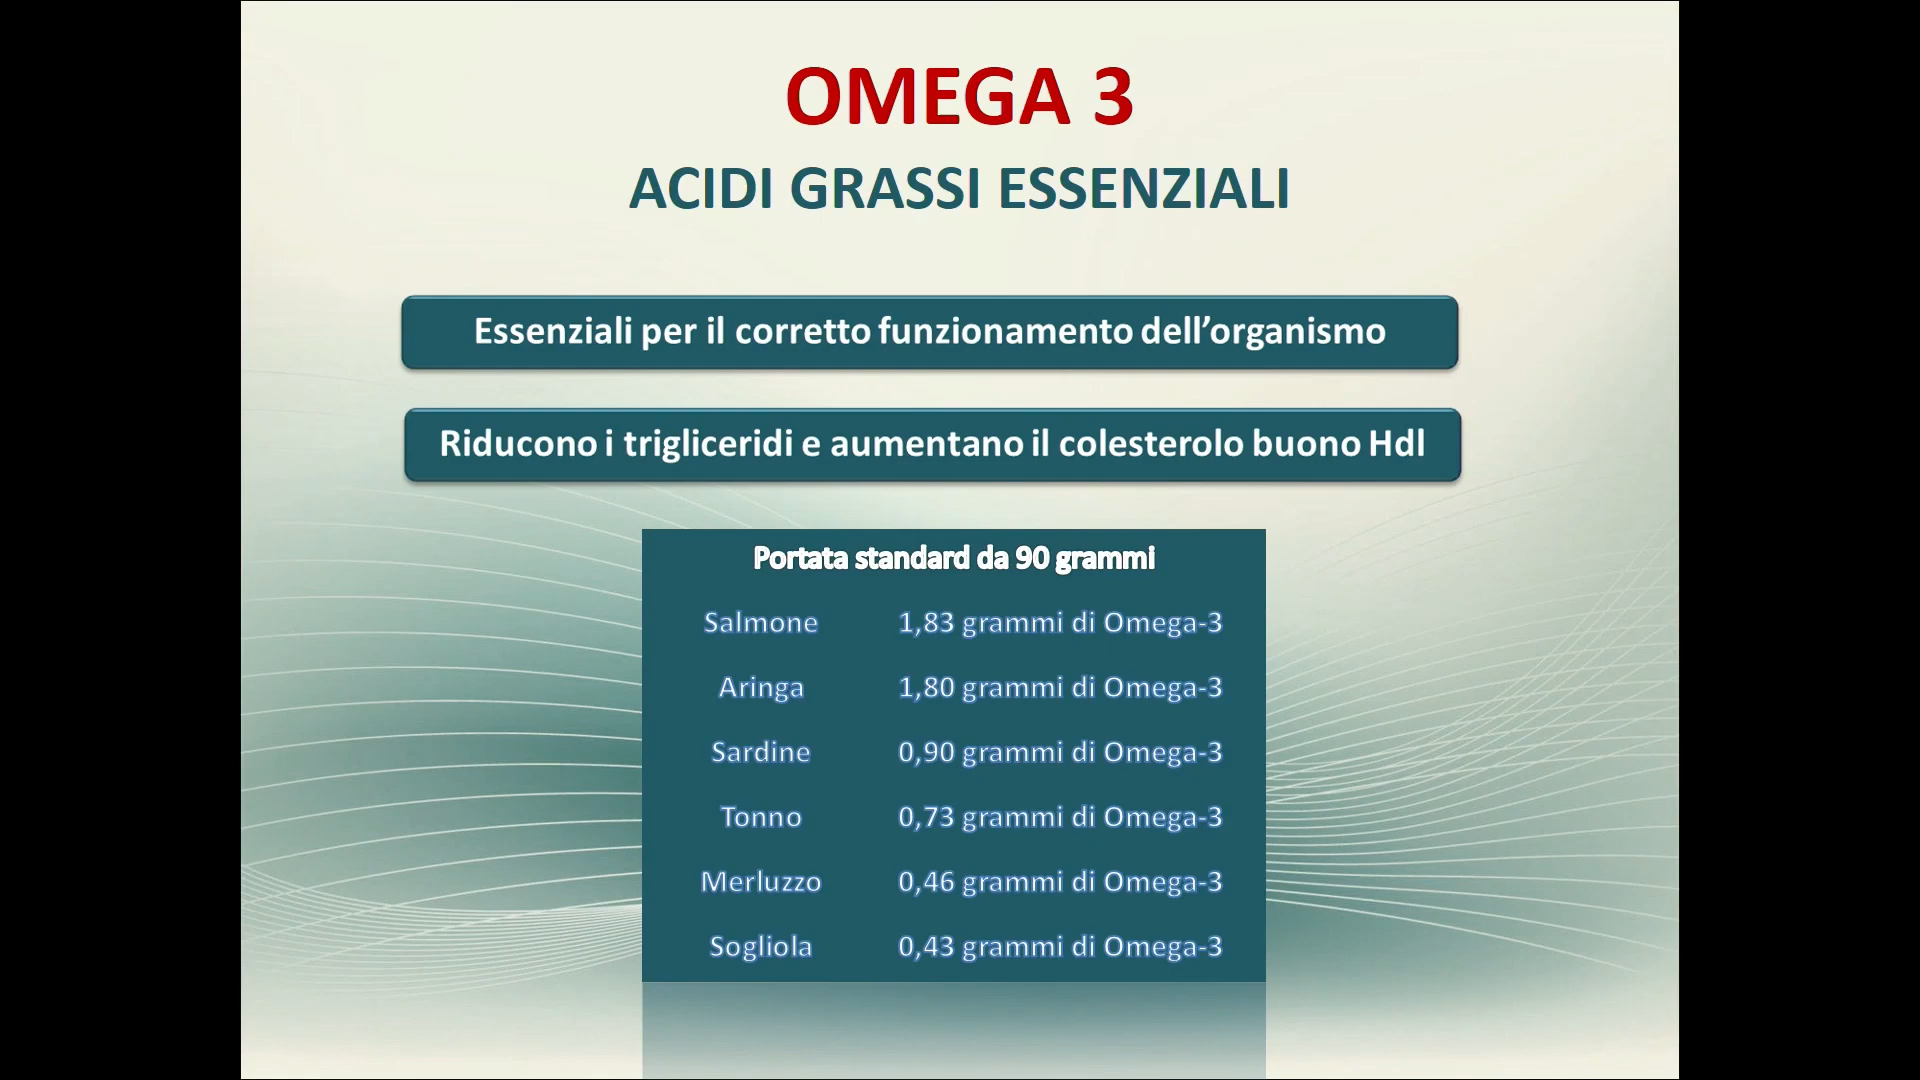 OMEGA 3
ACIDI GRASSI ESSENZIALI
Essenziali per il corretto funzionamento dell’organismo
Riducono i trigliceridi e aumentano il colesterolo buono Hdl
Portata standard da 90 grammi
Salmone 1,83 grammi di Omega-3
Aringa 1,80 grammi di Omega-3
Sardine 0,90 grammi di Omega-3
Tonno 0,73 grammi di Omega-3
Merluzzo 0,46 grammi di Omega-3
Sogliola 0,43 grammi di Omega-3